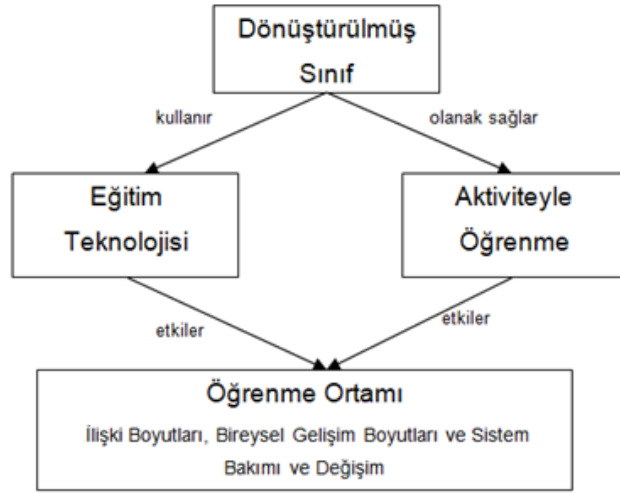 Dönüştürülmüş
Sınıf
kullanır
olanak sağlar
Eğitim
Teknolojisi
Aktiviteyle
Öğrenme
etkiler
etkiler
Öğrenme Ortamı
İlişki Boyutları, Bireysel Gelişim Boyutları ve Sistem
Bakımı ve Değişim